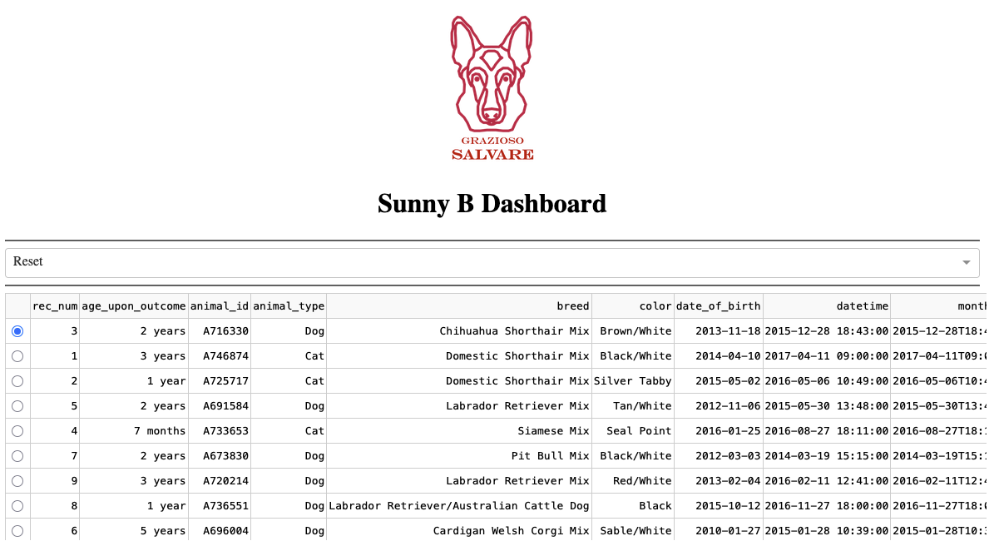 GRAZIOSO
SALVARE
Sunny B Dashboard
Reset
rec_num age_upon_outcome animal_id animal_type breed color date_of_birth datetime month
3 2 years A716330 Dog Chihuahua Shorthair Mix Brown/White 2013-11-18 2015-12-28 18:43:00 2015-12-28T18:4
1 3 years A746874 Cat Domestic Shorthair Mix Black/White 2014-04-10 2017-04-11 09:00:00 2017-04-11T09:0
2 1 year A725717 Cat Domestic Shorthair Mix Silver Tabby 2015-05-02 2016-05-06 10:49:00 2016-05-06T10:4
5 2 years A691584 Dog Labrador Retriever Mix Tan/White 2012-11-06 2015-05-30 13:48:00 2015-05-30T13:4
4 7 months A733653 Cat Siamese Mix Seal Point 2016-01-25 2016-08-27 18:11:00 2016-08-27T18:1
7 2 years A673830 Dog Pit Bull Mix Black/White 2012-03-03 2014-03-19 15:15:00 2014-03-19T15:1
9 3 years A720214 Dog Labrador Retriever Mix Red/White 2013-02-04 2016-02-11 12:41:00 2016-02-11T12:4
8 1 year A736551 Dog Labrador Retriever/Australian Cattle Dog Black 2015-10-12 2016-11-27 18:00:00 2016-11-27T18:0
6 5 years A696004 Dog Cardigan Welsh Corgi Mix Sable/White 2010-01-27 2015-01-28 10:39:00 2015-01-28T10:3